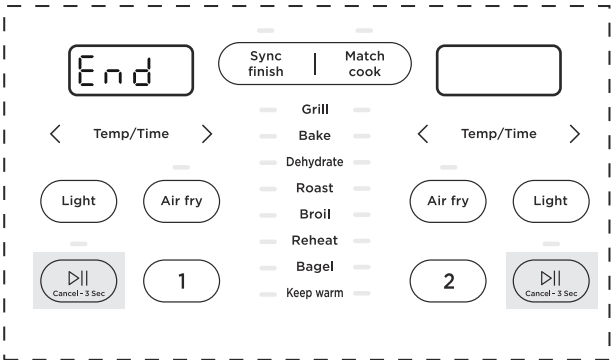 End
Sync finish
Match cook
Grill
< Temp/Time >
Bake
< Temp/Time >
Dehydrate
Light
Air fry
Roast
Air fry
Light
Broil
Reheat
Cancel - 3 Sec
1
Bagel
2
Cancel - 3 Sec
Keep warm